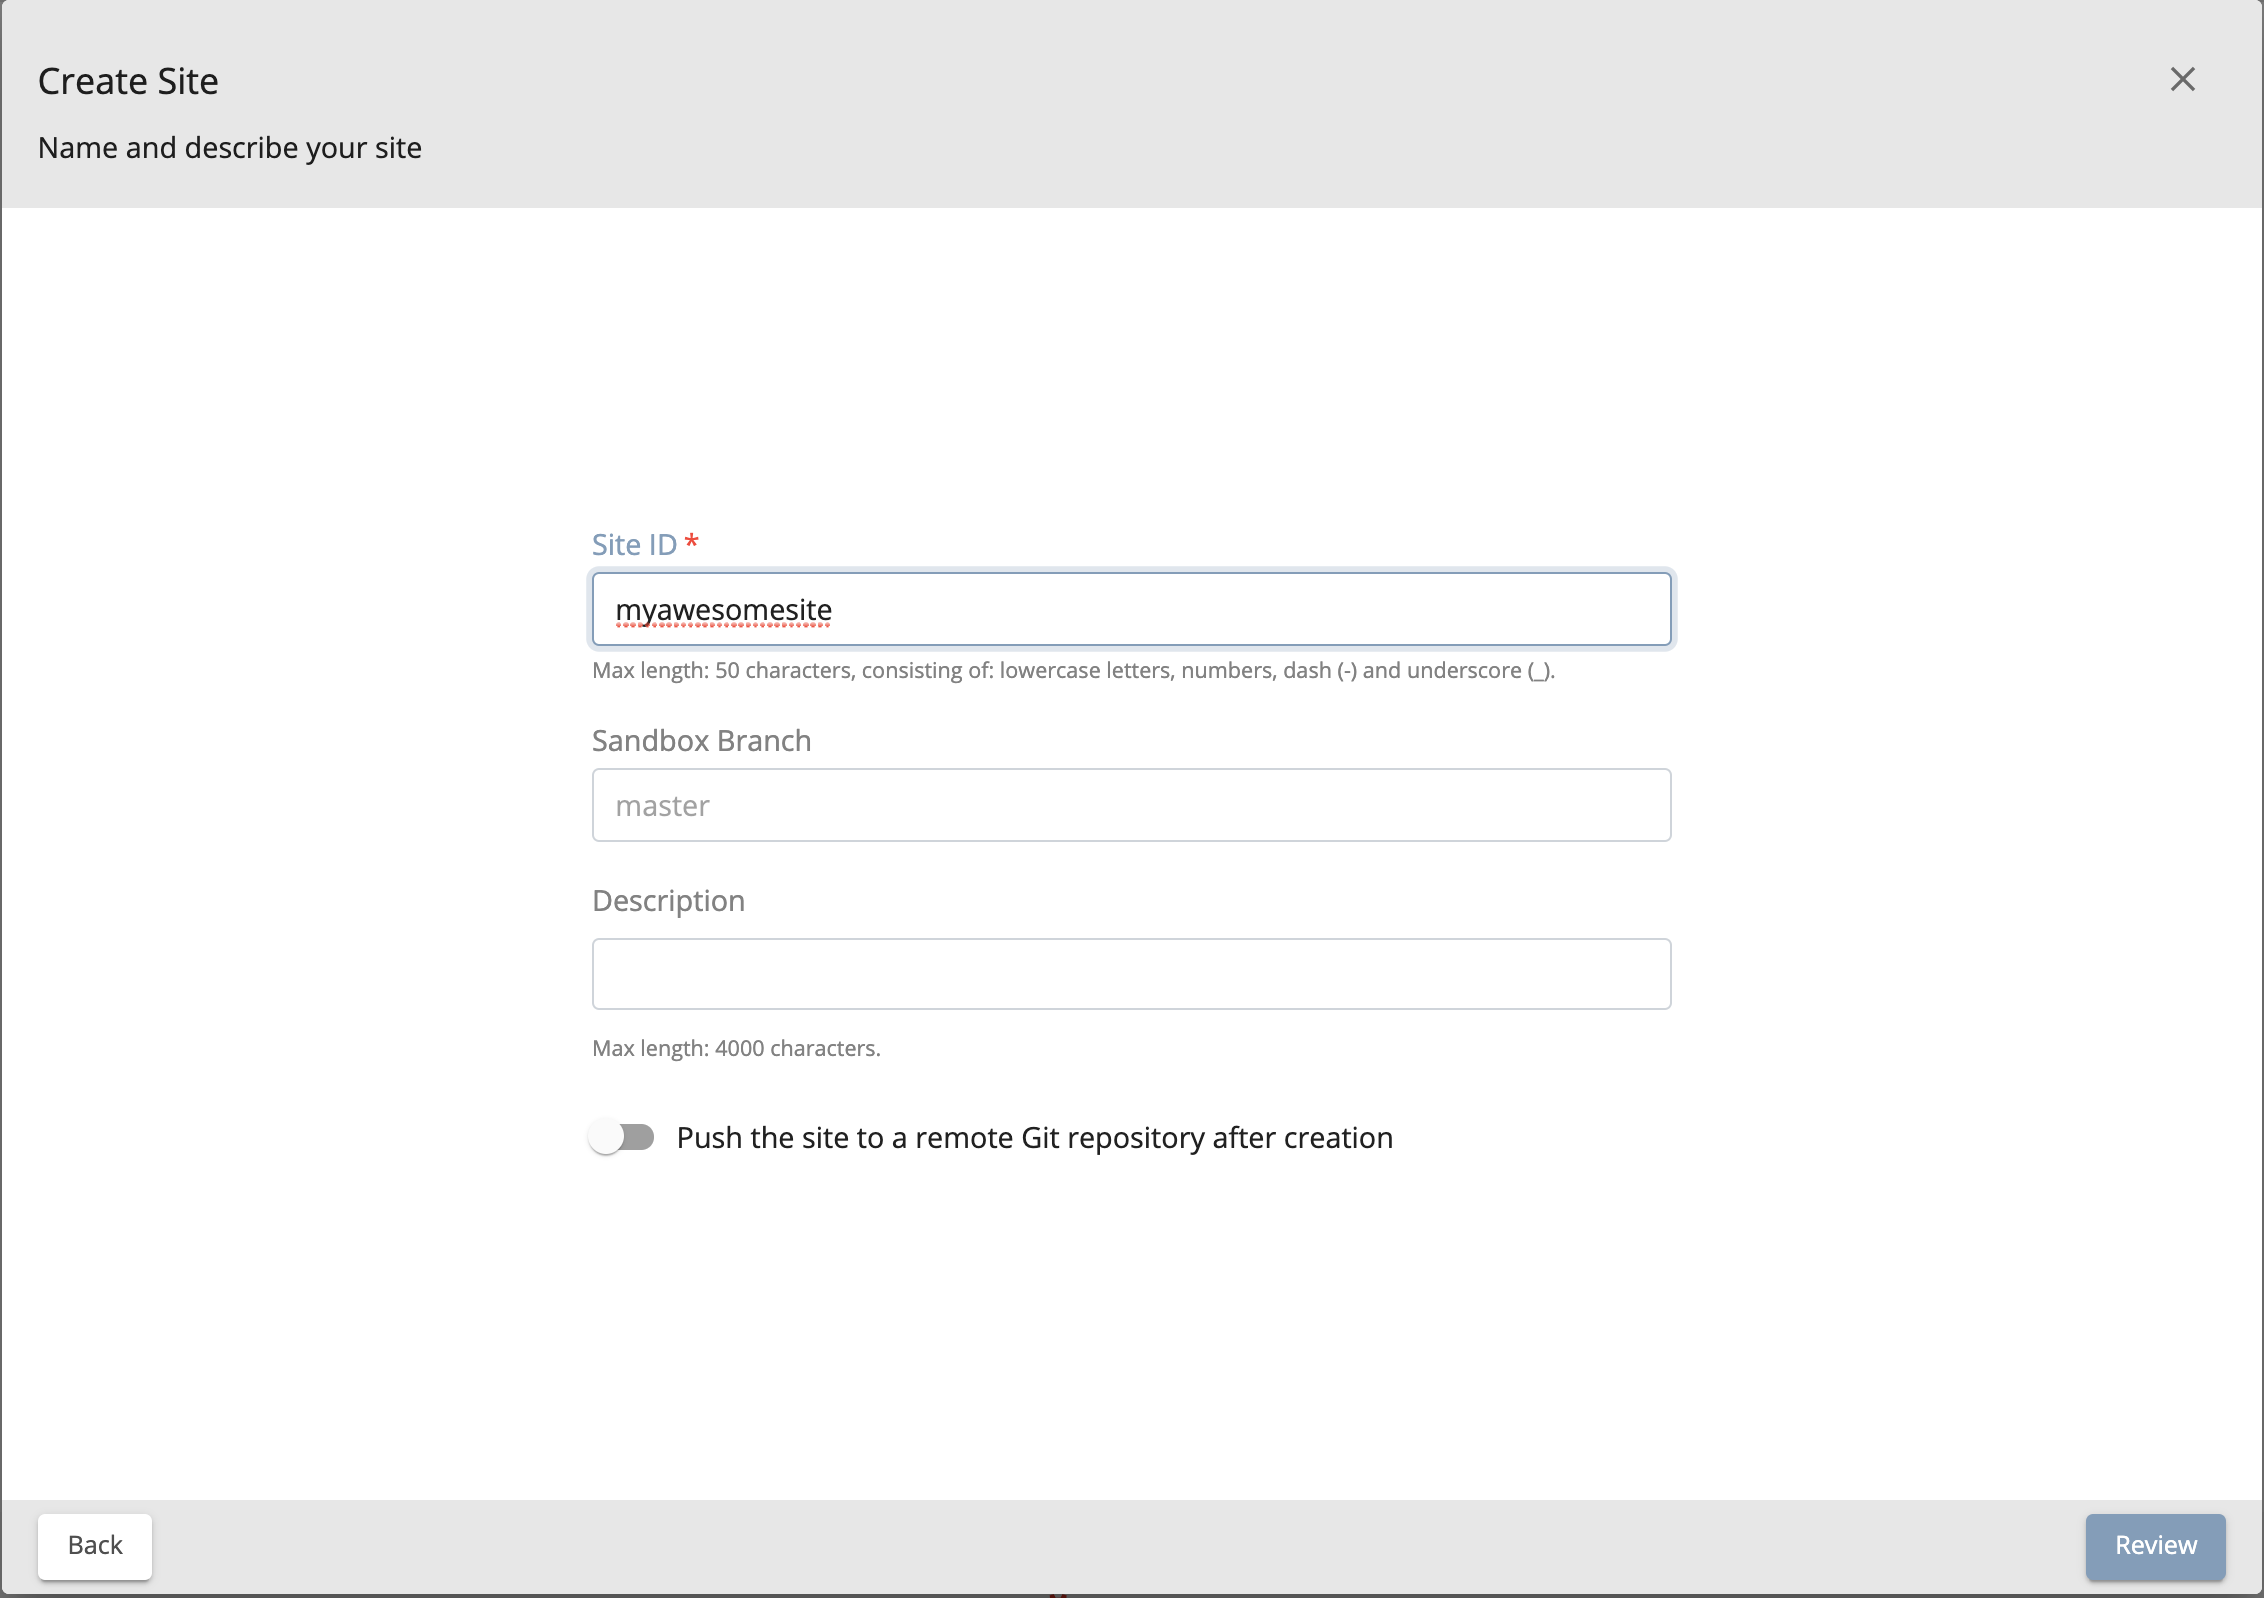 Create Site
Name and describe your site
Site ID *
myawesomesite
Max length: 50 characters, consisting of: lowercase letters, numbers, dash (-) and underscore (_).
Sandbox Branch
master
Description
Max length: 4000 characters.
Push the site to a remote Git repository after creation
Back
Review